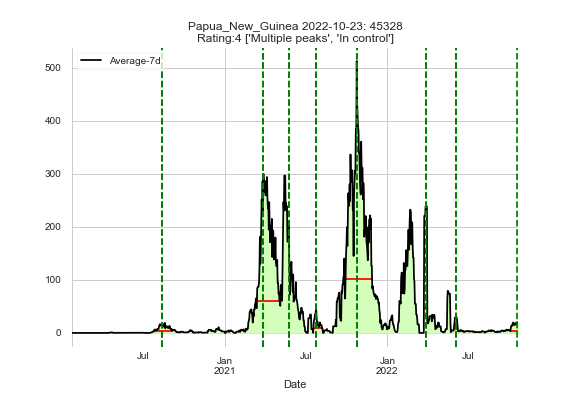 Papua_New_Guinea 2022-10-23: 45328
Rating:4 ['Multiple peaks', 'In control']
Average-7d
500
400
300
200
100
0
Jul
Jan
2021
Jul
Jan
2022
Jul
Date